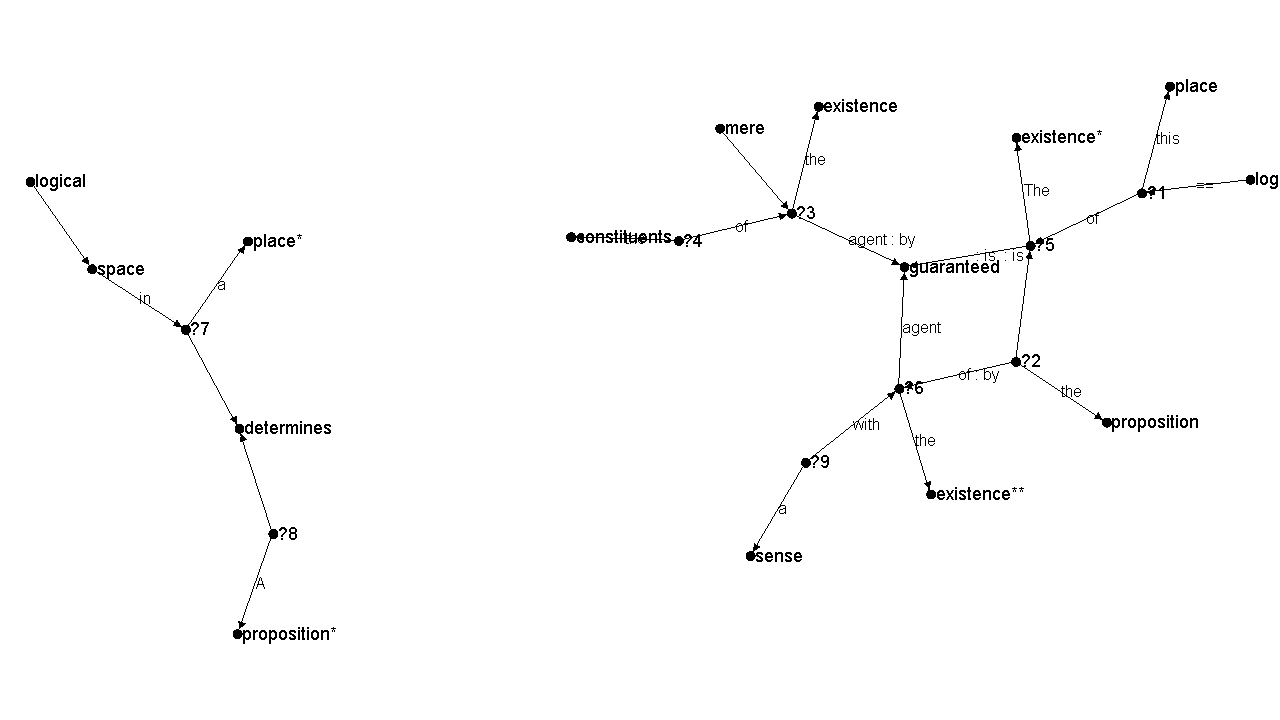 place
existence
mere
existence*
this
the
The
logical
log
≡≡
?1
?3
of
of
constituents
the
?4
place*
agent : by
?5
: is, : is
space
guaranteed
a
in
?7
agent
?2
of : by
?6
the
proposition
determines
with
the
?9
existence**
a
?8
sense
A
proposition*